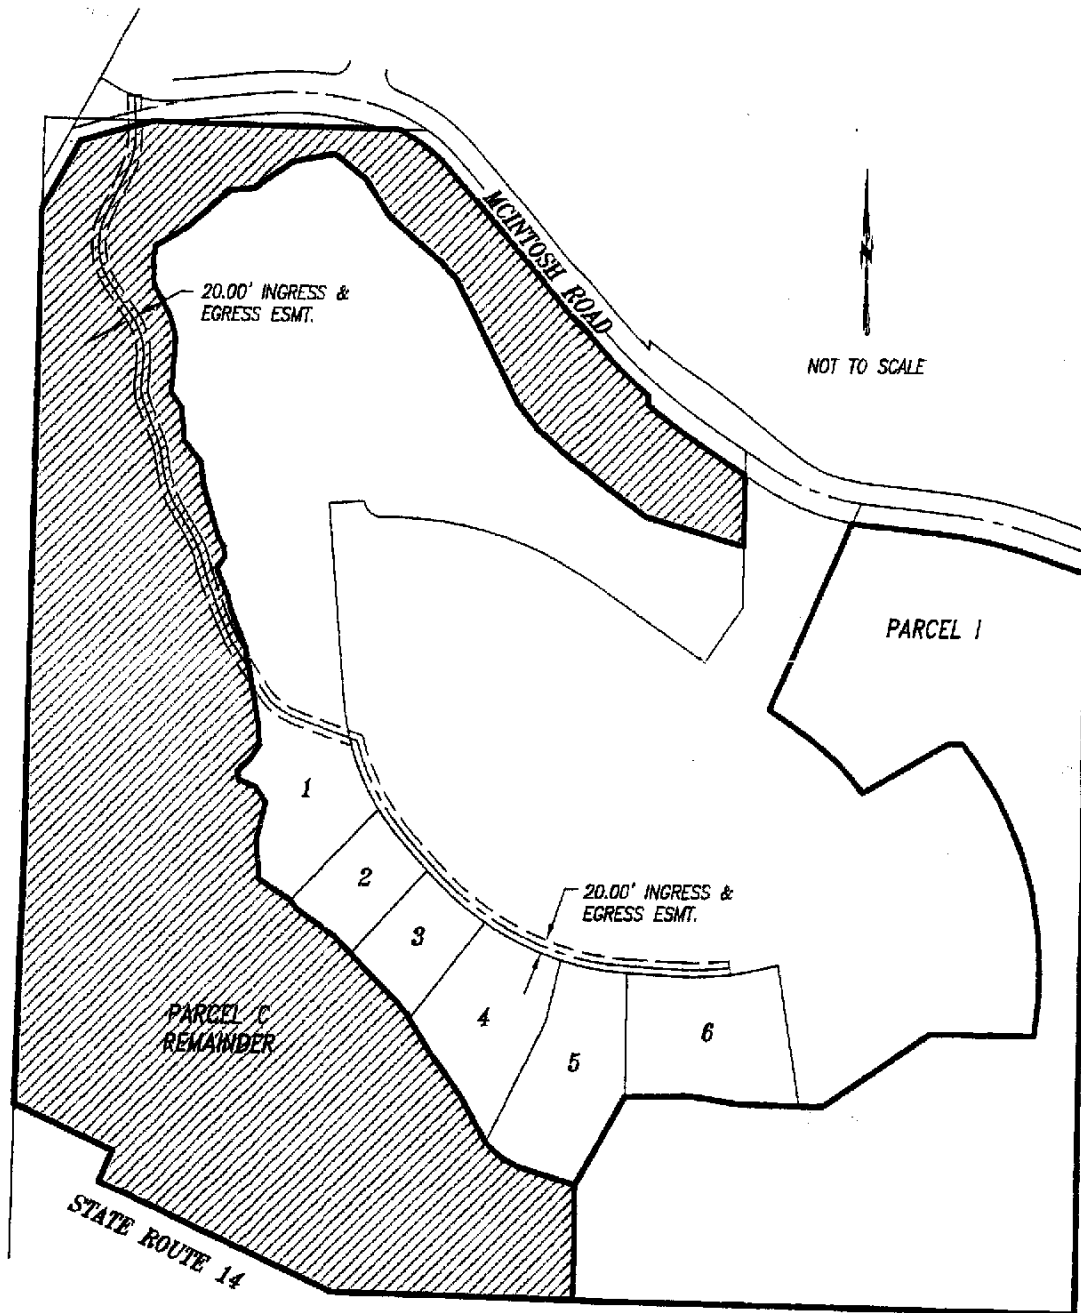 MCINTOSH ROAD
20.00' INGRESS &
EGRESS ESMT.
N
NOT TO SCALE
PARCEL I
1
2
3
20.00' INGRESS &
EGRESS ESMT.
4
5
6
PARCEL C
REMAINDER
STATE ROUTE 14